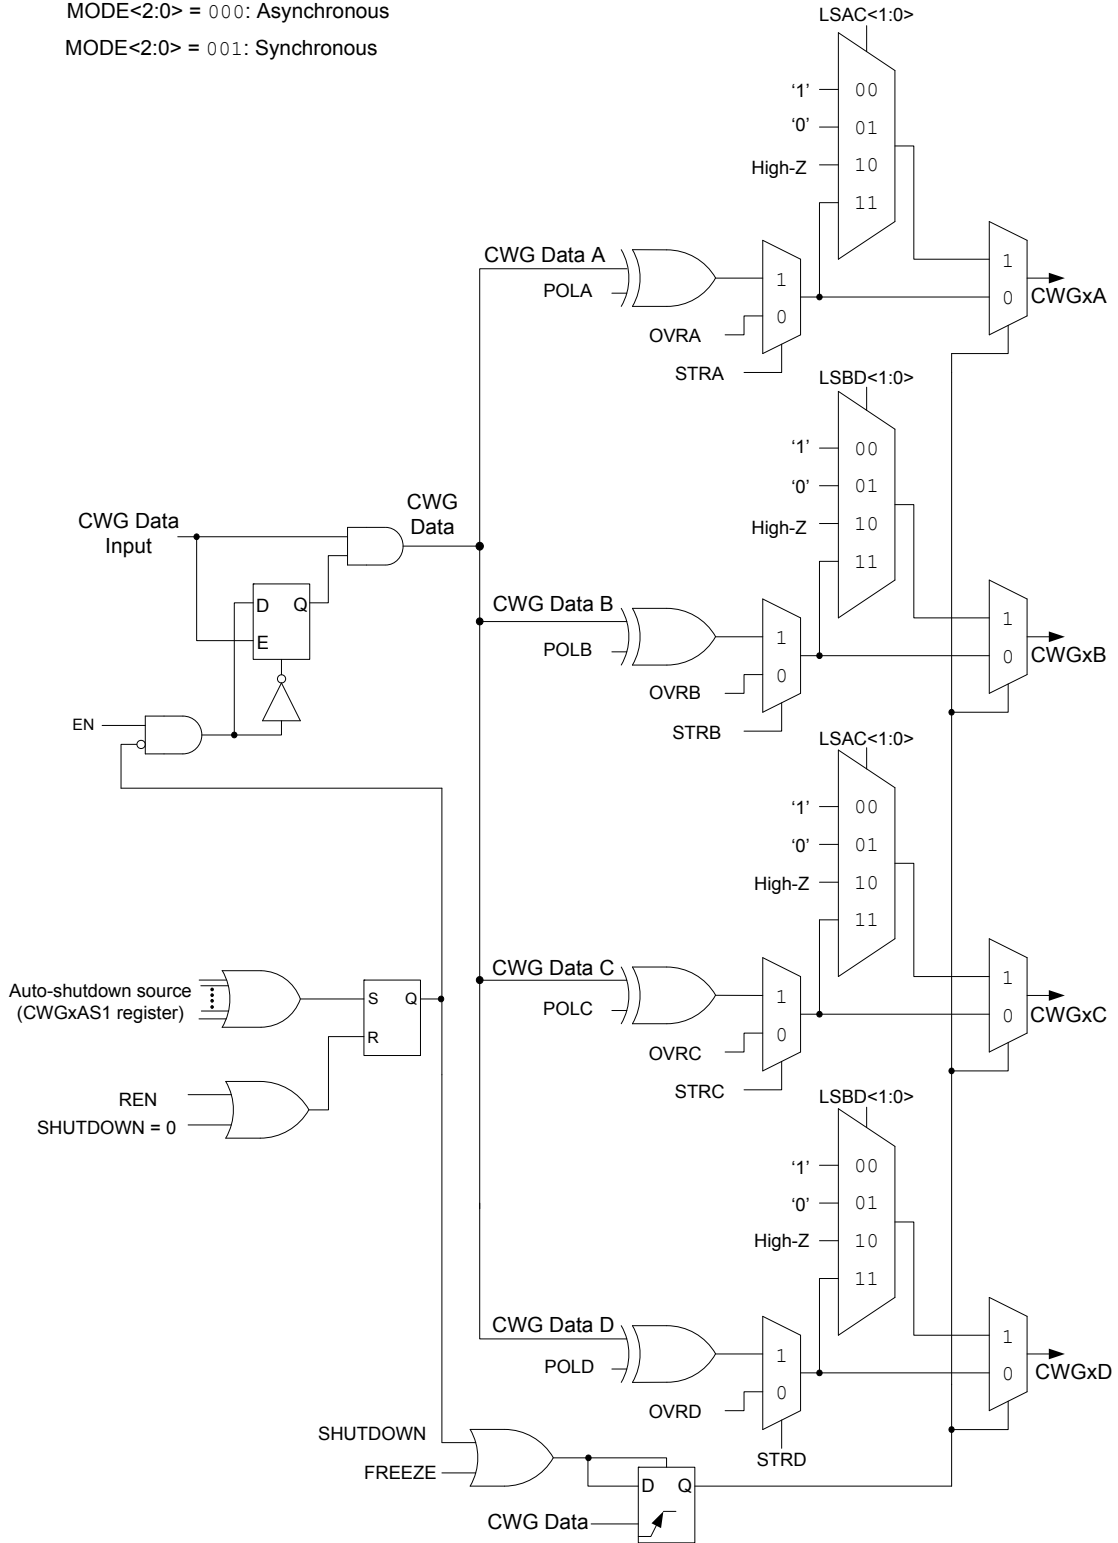 MODE<2:0> = 000: Asynchronous
MODE<2:0> = 001: Synchronous
LSAC<1:0>
‘1’ 00
‘0’ 01
High-Z 10
11
CWG Data A
POLA
1
0
OVRA
STRA
1
0
CWGxA
LSBD<1:0>
‘1’ 00
‘0’ 01
High-Z 10
11
CWG Data
Input
CWG
Data
D Q
E
EN
CWG Data B
POLB
1
0
OVRB
STRB
1
0
CWGxB
LSAC<1:0>
‘1’ 00
‘0’ 01
High-Z 10
11
CWG Data C
POLC
1
0
OVRC
STRC
1
0
CWGxC
Auto-shutdown source
(CWGxAS1 register)
S Q
R
REN
SHUTDOWN = 0
LSBD<1:0>
‘1’ 00
‘0’ 01
High-Z 10
11
CWG Data D
POLD
1
0
OVRD
STRD
1
0
CWGxD
SHUTDOWN
FREEZE
D Q
CWG Data